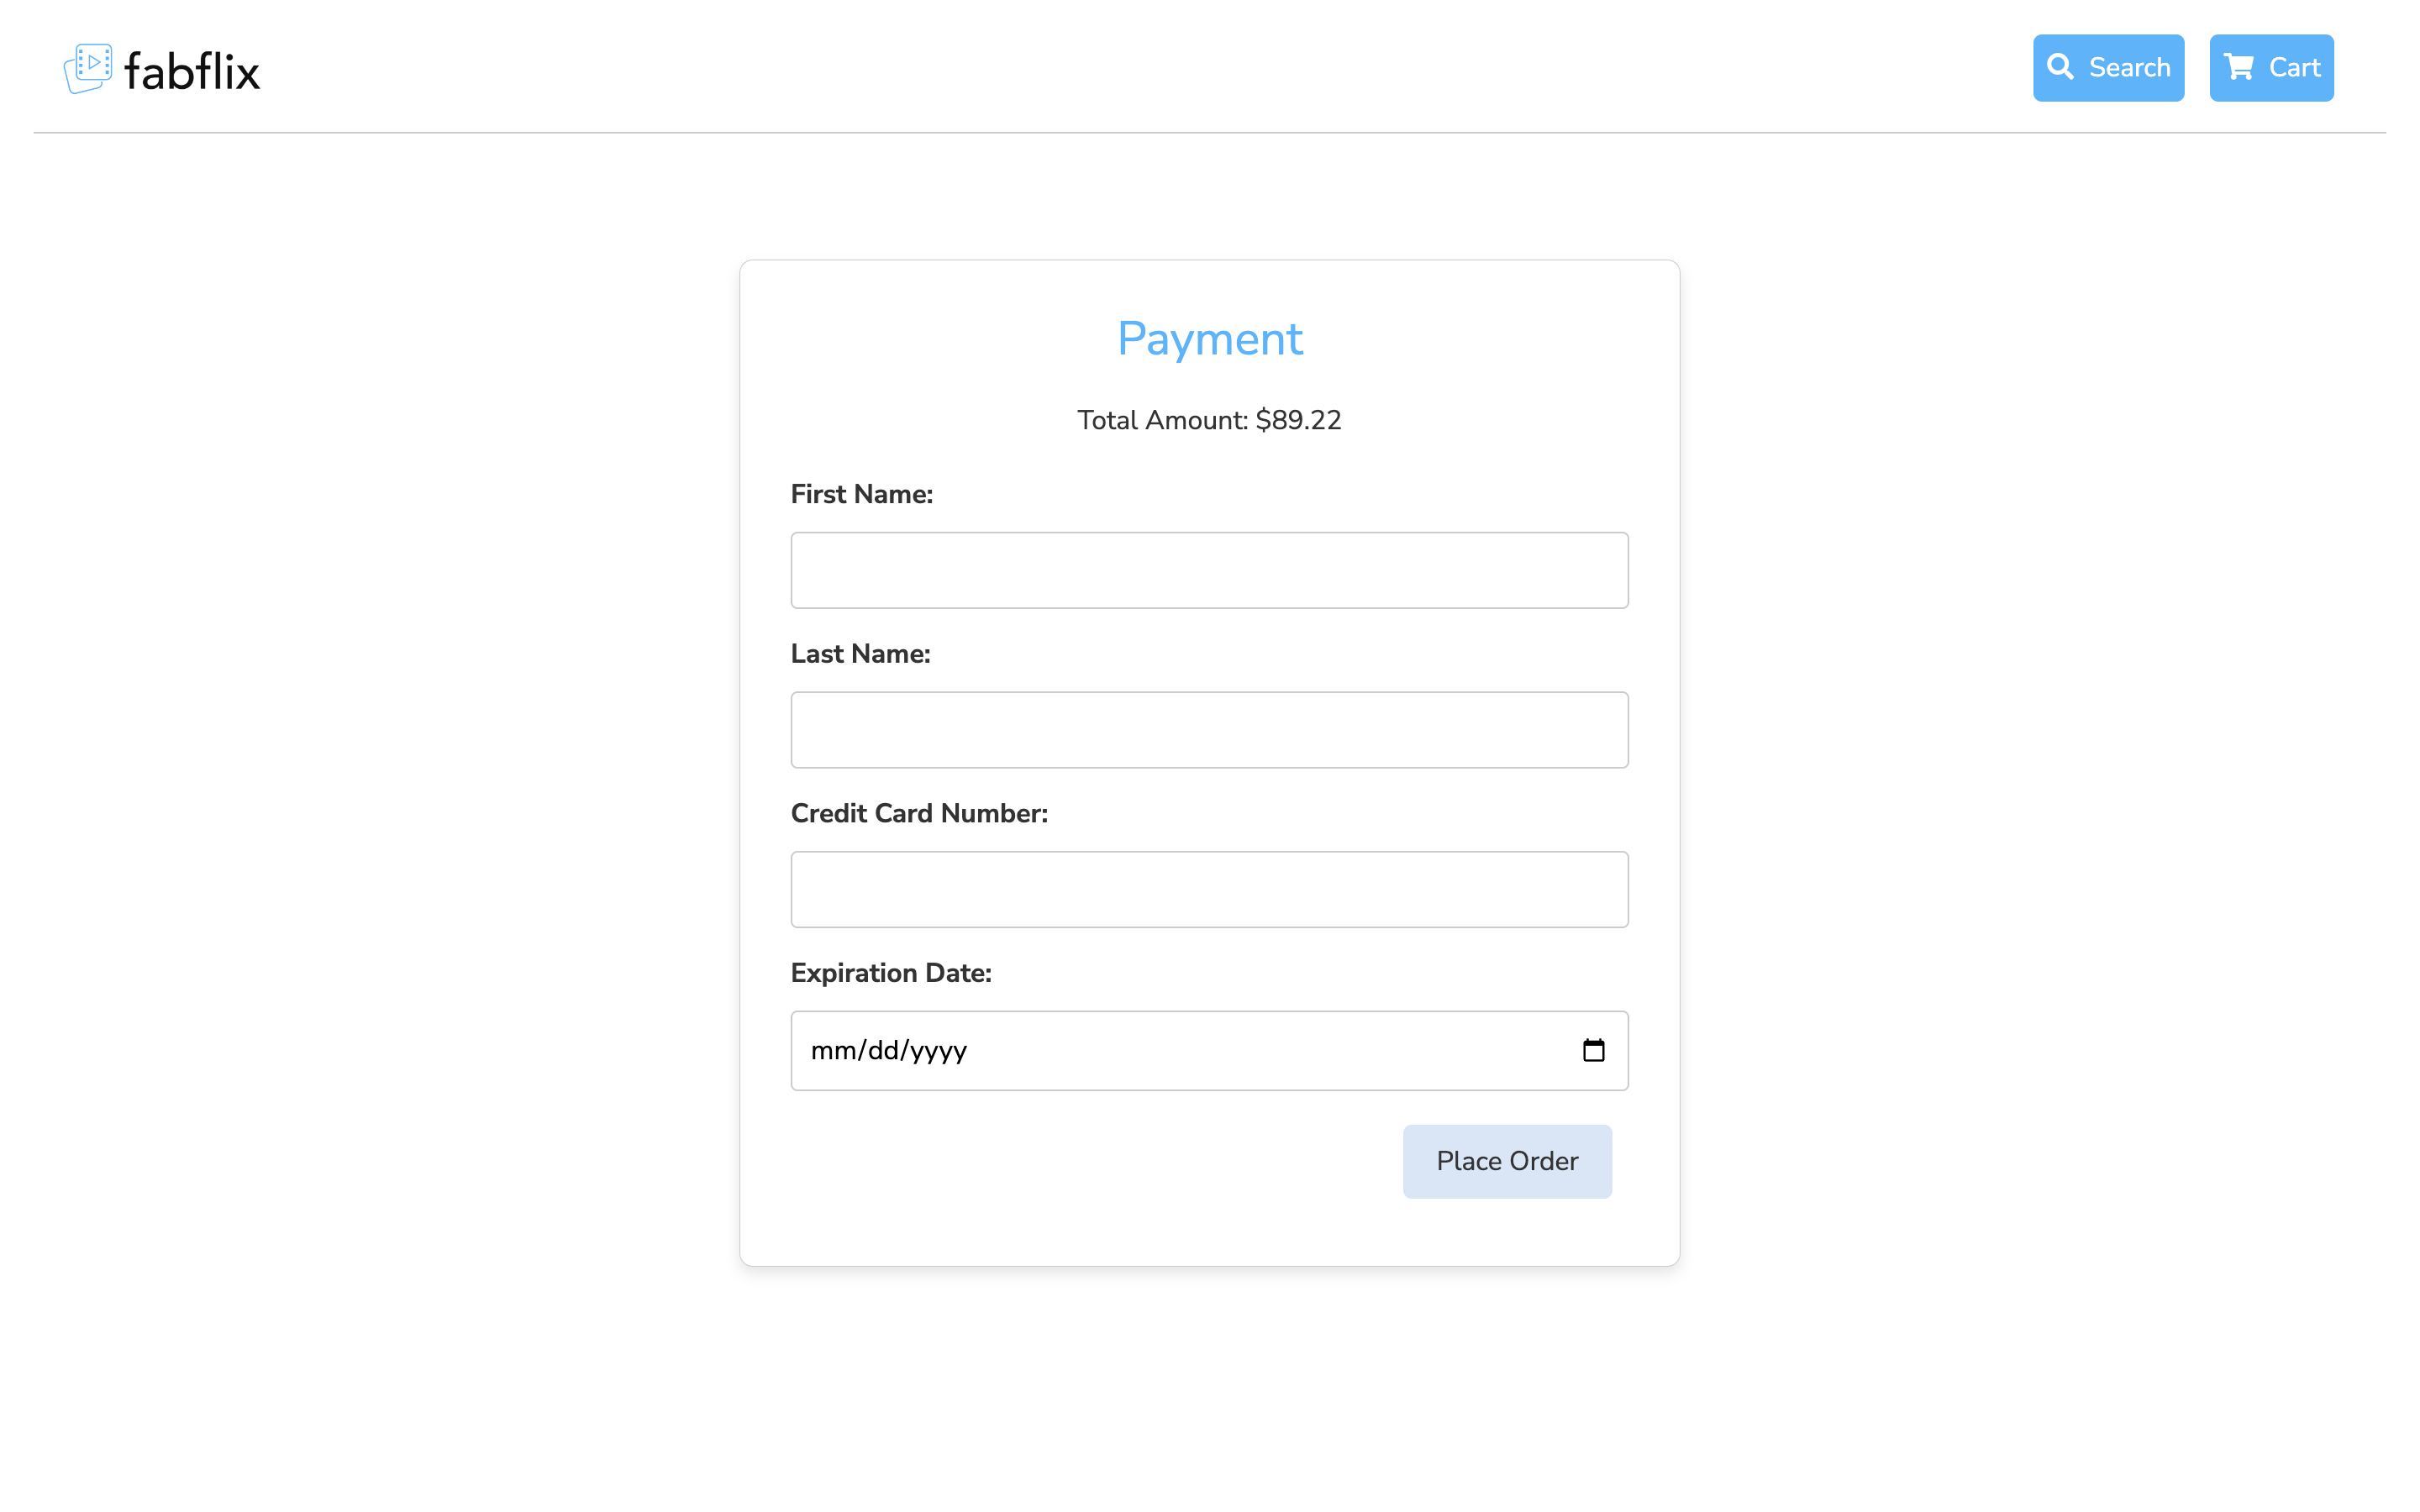 fabflix
Search
Cart
Payment
Total Amount: $89.22
First Name:
Last Name:
Credit Card Number:
Expiration Date:
mm/dd/yyyy
Place Order